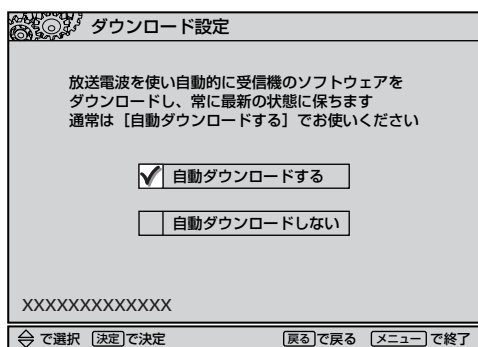 ダウンロード設定
放送電波を使い自動的に受信機のソフトウェアを
ダウンロードし、常に最新の状態に保ちます
通常は［自動ダウンロードする］でお使いください
自動ダウンロードする
自動ダウンロードしない
XXXXXXXXXXXXX
で選択 決定で決定 戻るで戻る メニューで終了